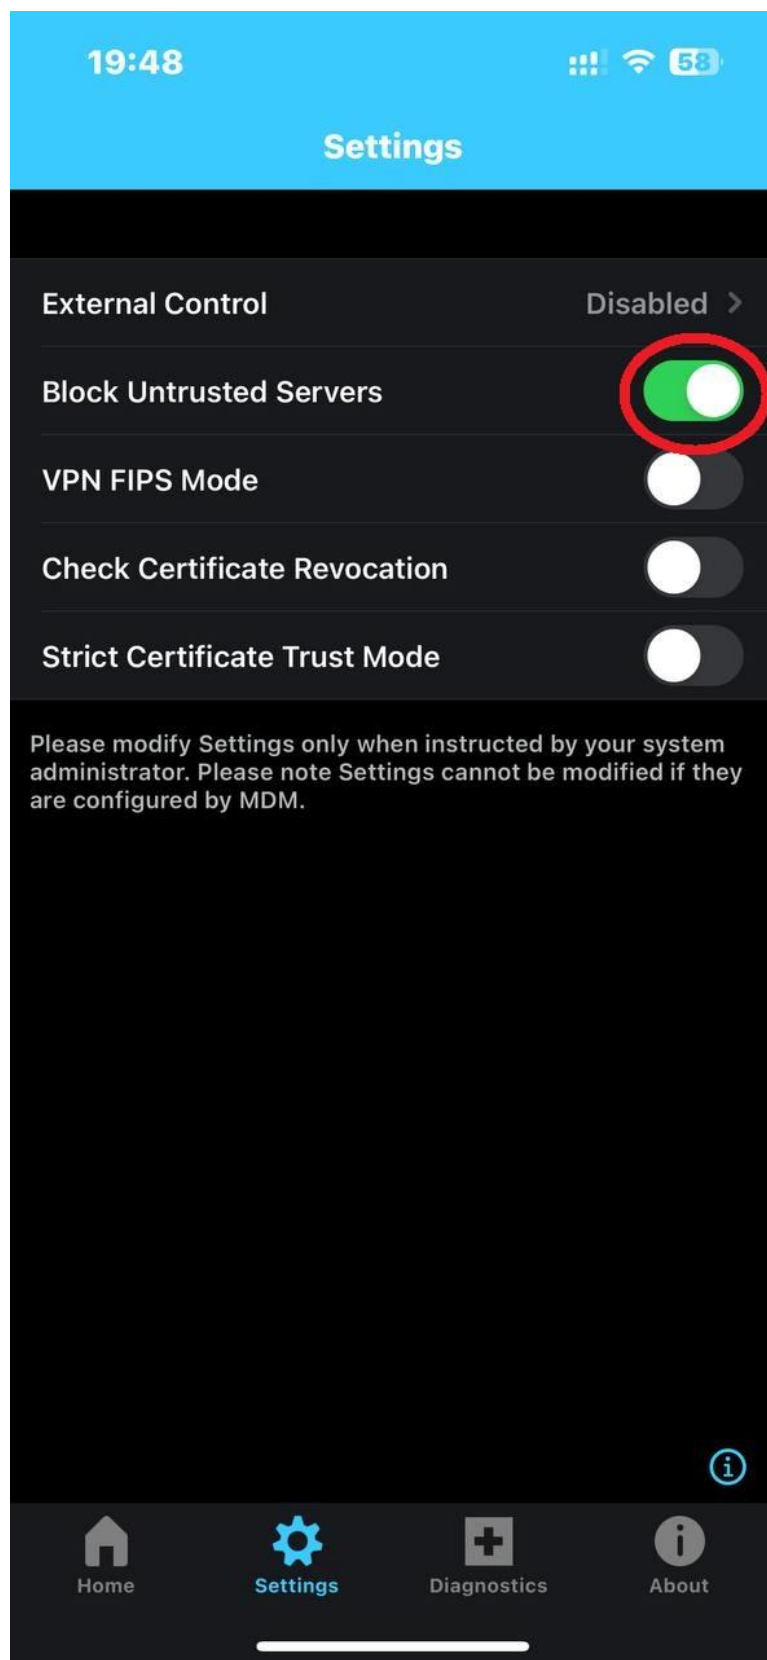 19:48
58
Settings
External Control
Disabled
Block Untrusted Servers
VPN FIPS Mode
Check Certificate Revocation
Strict Certificate Trust Mode
Please modify Settings only when instructed by your system
administrator. Please note Settings cannot be modified if they
are configured by MDM.
Home
Settings
Diagnostics
About